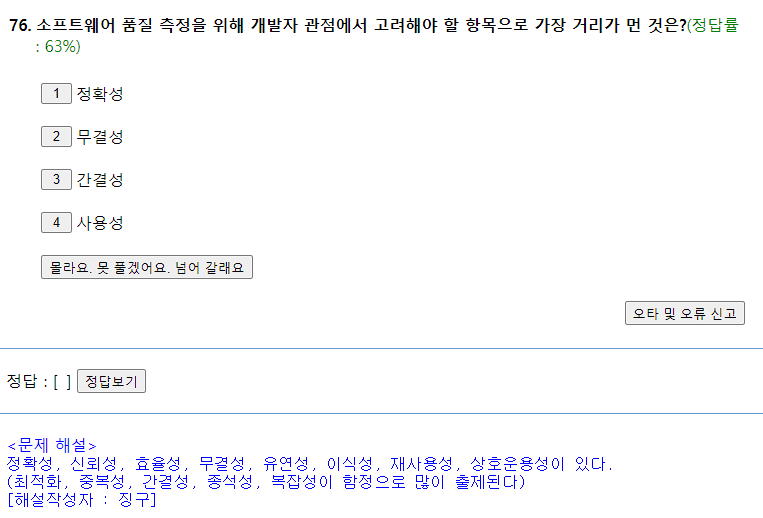 76. 소프트웨어 품질 측정을 위해 개발자 관점에서 고려해야 할 항목으로 가장 거리가 먼 것은?(정답률
: 63%)
1 정확성
2 무결성
3 간결성
4 사용성
몰라요. 못 풀겠어요. 넘어 갈래요
오타 및 오류 신고
정답 : [ ] 정답보기
<문제 해설>
정확성, 신뢰성, 효율성, 무결성, 유연성, 이식성, 재사용성, 상호운용성이 있다.
(최적화, 중복성, 간결성, 종석성, 복잡성이 함정으로 많이 출제된다)
[해설작성자 : 징구]